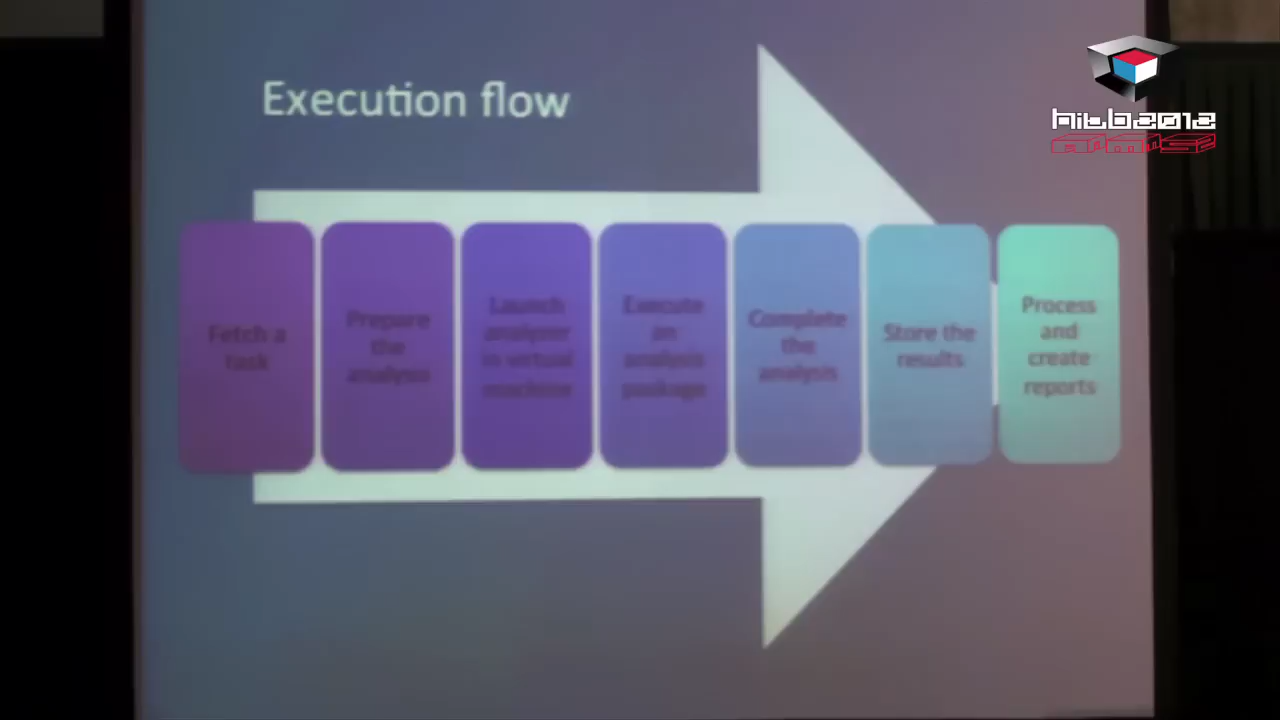 Execution flow
hitb2012
ams
Fetch a
task
Prepare
the
analysis
Launch
analyzer
in virtual
machine
Execute
an
analysis
package
Complete
the
analysis
Store the
results
Process
and
create
reports